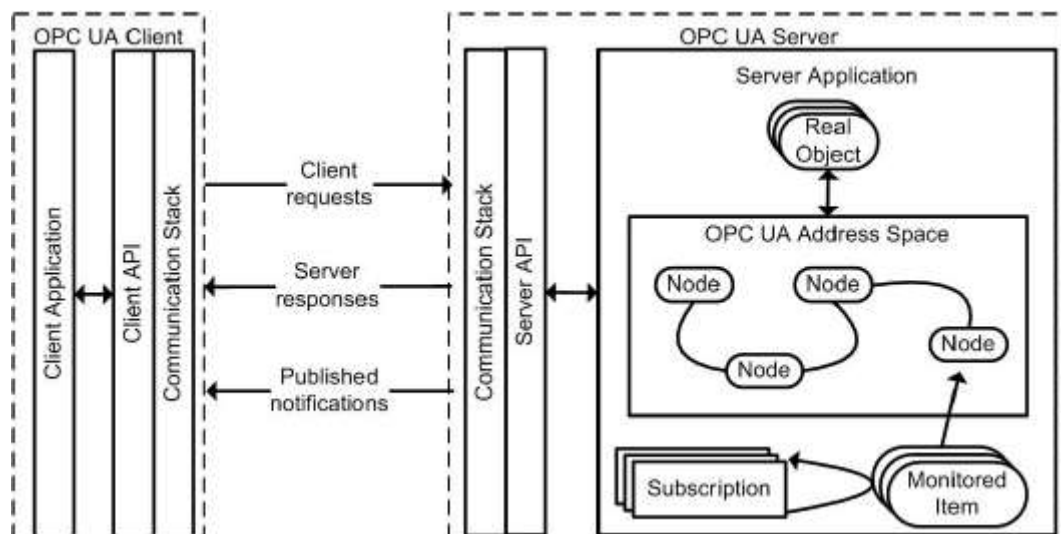 OPC UA Client
Client Application
Client API
Communication Stack
Client
requests
Server
responses
Published
notifications
OPC UA Server
Communication Stack
Server API
Server Application
Real
Object
OPC UA Address Space
Node
Node
Node
Node
Subscription
Monitored
Item